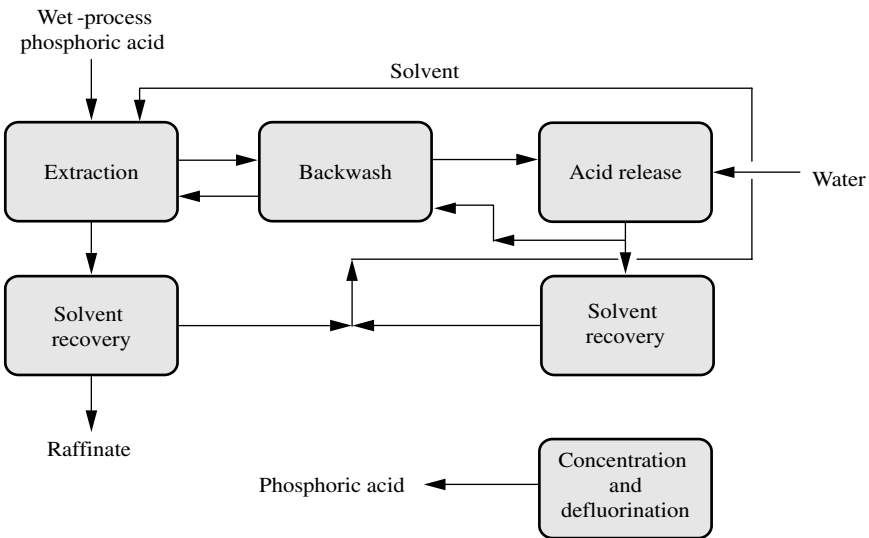 Wet -process
phosphoric acid
Solvent
Extraction
Backwash
Acid release
Water
Solvent
recovery
Solvent
recovery
Raffinate
Concentration
and
defluorination
Phosphoric acid